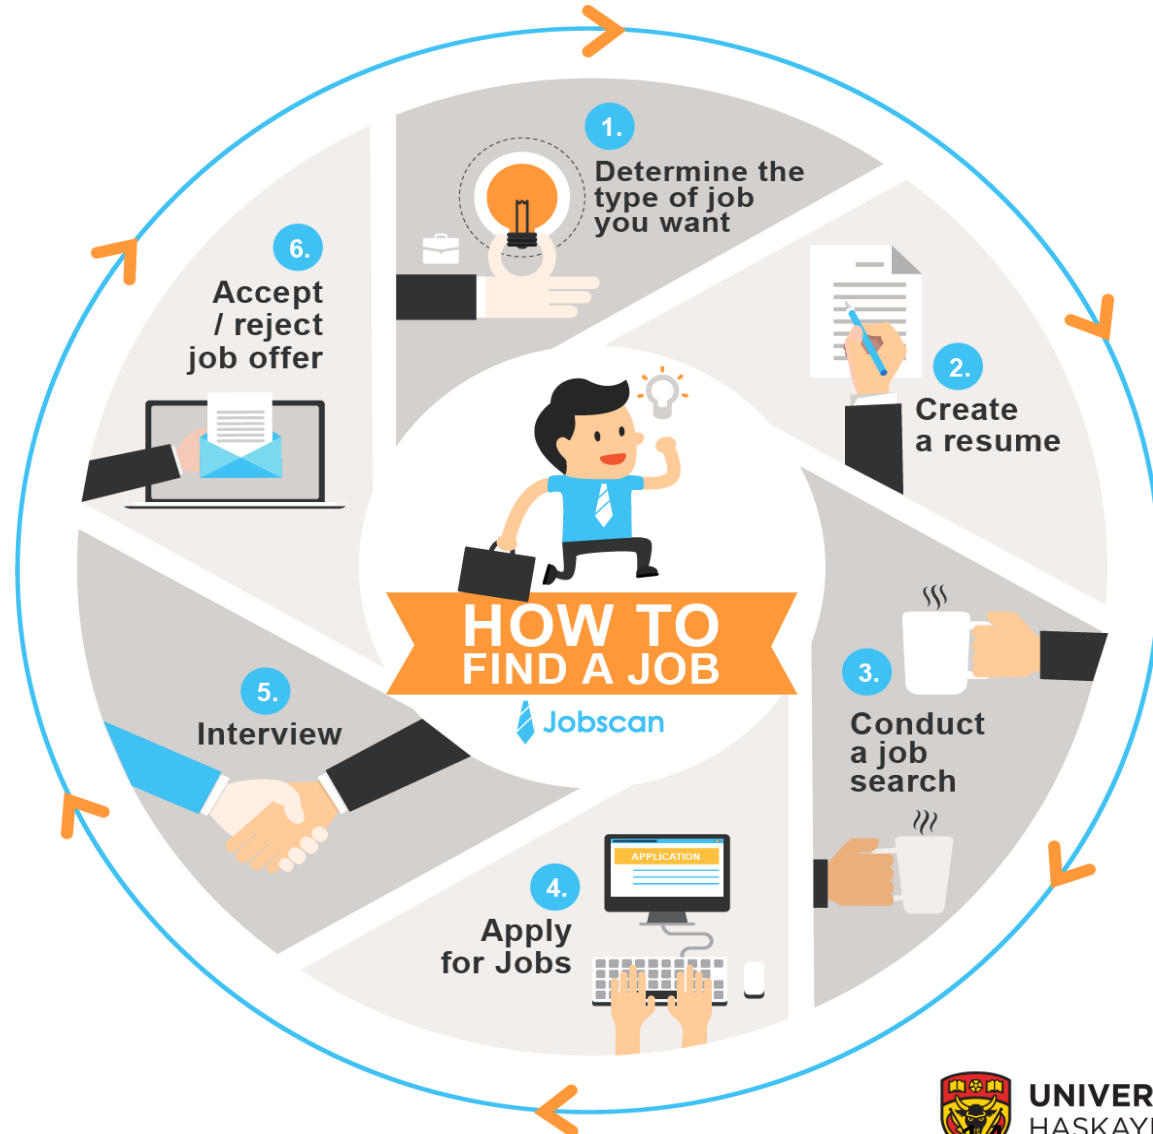 1.
Determine the
type of job
you want
2.
Create
a resume
3.
Conduct
a job
search
4.
Apply
for Jobs
APPLICATION
5.
Interview
6.
Accept
/ reject
job offer
HOW TO
FIND A JOB
Jobscan